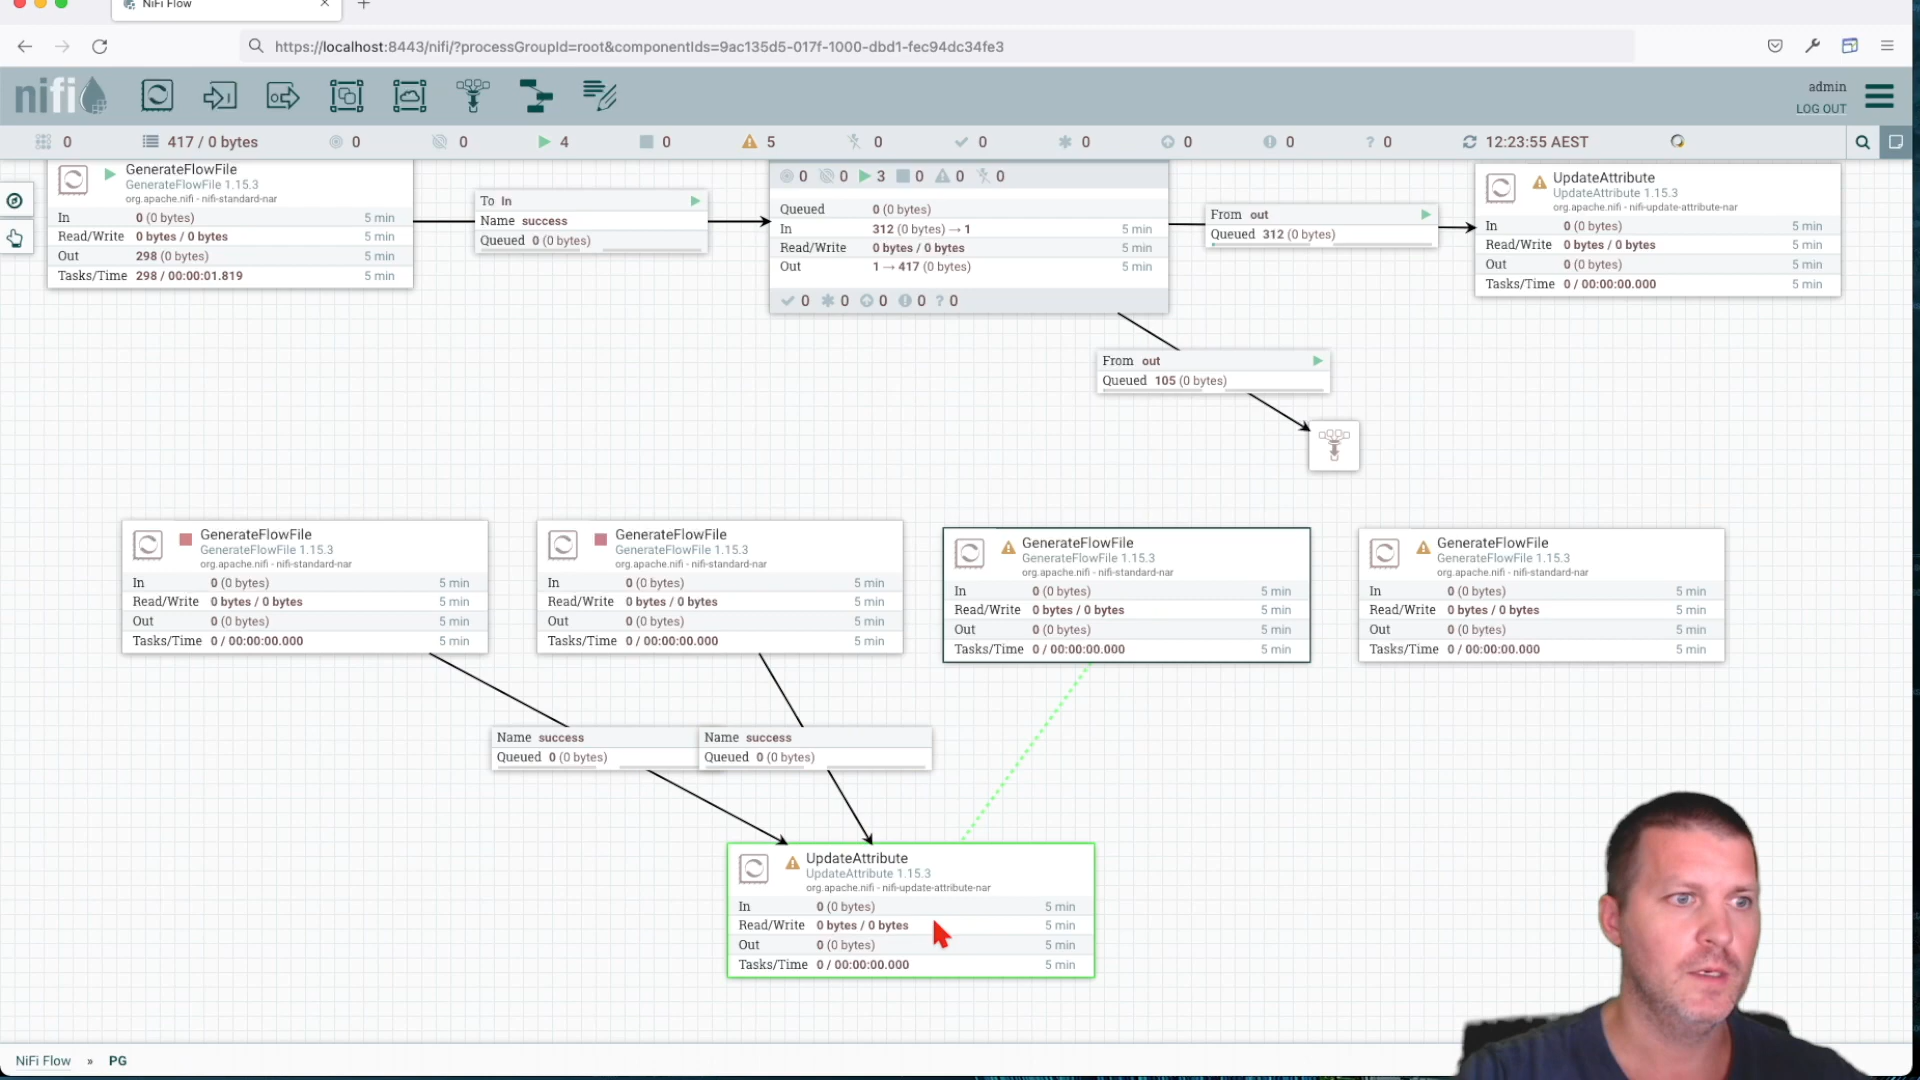 NiFi Flow
https://localhost:8443/nifi/?processGroupId=root&componentIds=9ac135d5-017f-1000-dbd1-fec94dc34fe3
nifi
admin
LOG OUT
0 417 / 0 bytes 0 0 4 0 5 0 0 0 0 0 ? 0 12:23:55 AEST
GenerateFlowFile
GenerateFlowFile 1.15.3
org.apache.nifi - nifi-standard-nar
In 0 (0 bytes) 5 min
Read/Write 0 bytes / 0 bytes 5 min
Out 298 (0 bytes) 5 min
Tasks/Time 298 / 00:00:01.819 5 min
To In
Name success
Queued 0 (0 bytes)
0 0 3 0 0 0
Queued 0 (0 bytes)
In 312 (0 bytes) → 1 5 min
Read/Write 0 bytes / 0 bytes 5 min
Out 1 → 417 (0 bytes) 5 min
0 0 0 0 ? 0
From out
Queued 312 (0 bytes)
UpdateAttribute
UpdateAttribute 1.15.3
org.apache.nifi - nifi-update-attribute-nar
In 0 (0 bytes) 5 min
Read/Write 0 bytes / 0 bytes 5 min
Out 0 (0 bytes) 5 min
Tasks/Time 0 / 00:00:00.000 5 min
From out
Queued 105 (0 bytes)
GenerateFlowFile
GenerateFlowFile 1.15.3
org.apache.nifi - nifi-standard-nar
In 0 (0 bytes) 5 min
Read/Write 0 bytes / 0 bytes 5 min
Out 0 (0 bytes) 5 min
Tasks/Time 0 / 00:00:00.000 5 min
GenerateFlowFile
GenerateFlowFile 1.15.3
org.apache.nifi - nifi-standard-nar
In 0 (0 bytes) 5 min
Read/Write 0 bytes / 0 bytes 5 min
Out 0 (0 bytes) 5 min
Tasks/Time 0 / 00:00:00.000 5 min
GenerateFlowFile
GenerateFlowFile 1.15.3
org.apache.nifi - nifi-standard-nar
In 0 (0 bytes) 5 min
Read/Write 0 bytes / 0 bytes 5 min
Out 0 (0 bytes) 5 min
Tasks/Time 0 / 00:00:00.000 5 min
GenerateFlowFile
GenerateFlowFile 1.15.3
org.apache.nifi - nifi-standard-nar
In 0 (0 bytes) 5 min
Read/Write 0 bytes / 0 bytes 5 min
Out 0 (0 bytes) 5 min
Tasks/Time 0 / 00:00:00.000 5 min
Name success
Queued 0 (0 bytes)
Name success
Queued 0 (0 bytes)
UpdateAttribute
UpdateAttribute 1.15.3
org.apache.nifi - nifi-update-attribute-nar
In 0 (0 bytes) 5 min
Read/Write 0 bytes / 0 bytes 5 min
Out 0 (0 bytes) 5 min
Tasks/Time 0 / 00:00:00.000 5 min
NiFi Flow » PG